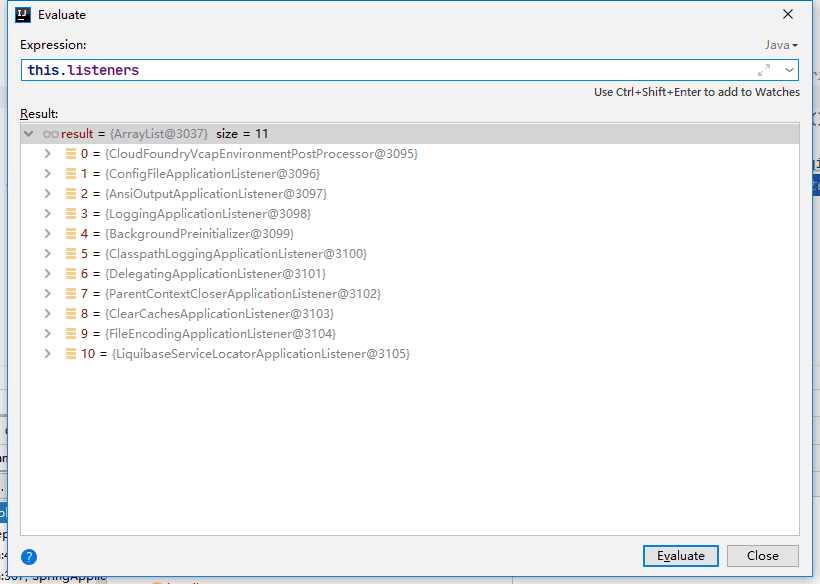 Evaluate
Expression:
Java
this.listeners
Use Ctrl+Shift+Enter to add to Watches
Result:
result = {ArrayList@3037} size = 11
0 = {CloudFoundryVcapEnvironmentPostProcessor@3095}
1 = {ConfigFileApplicationListener@3096}
2 = {AnsiOutputApplicationListener@3097}
3 = {LoggingApplicationListener@3098}
4 = {BackgroundPreinitializer@3099}
5 = {ClasspathLoggingApplicationListener@3100}
6 = {DelegatingApplicationListener@3101}
7 = {ParentContextCloserApplicationListener@3102}
8 = {ClearCachesApplicationListener@3103}
9 = {FileEncodingApplicationListener@3104}
10 = {LiquibaseServiceLocatorApplicationListener@3105}
?
Evaluate
Close